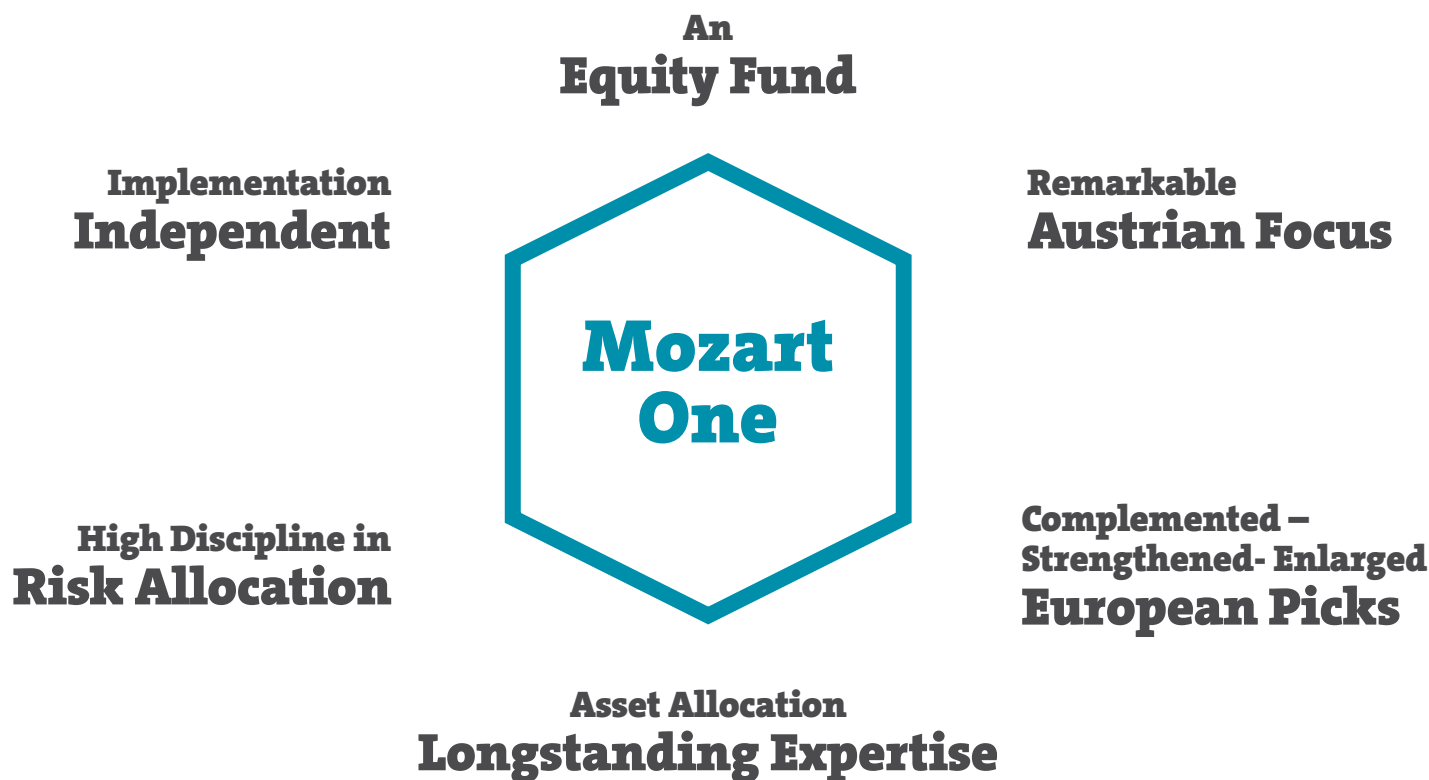 An
Equity Fund
Implementation
Independent
Remarkable
Austrian Focus
Mozart
One
High Discipline in
Risk Allocation
Complemented –
Strengthened- Enlarged
European Picks
Asset Allocation
Longstanding Expertise